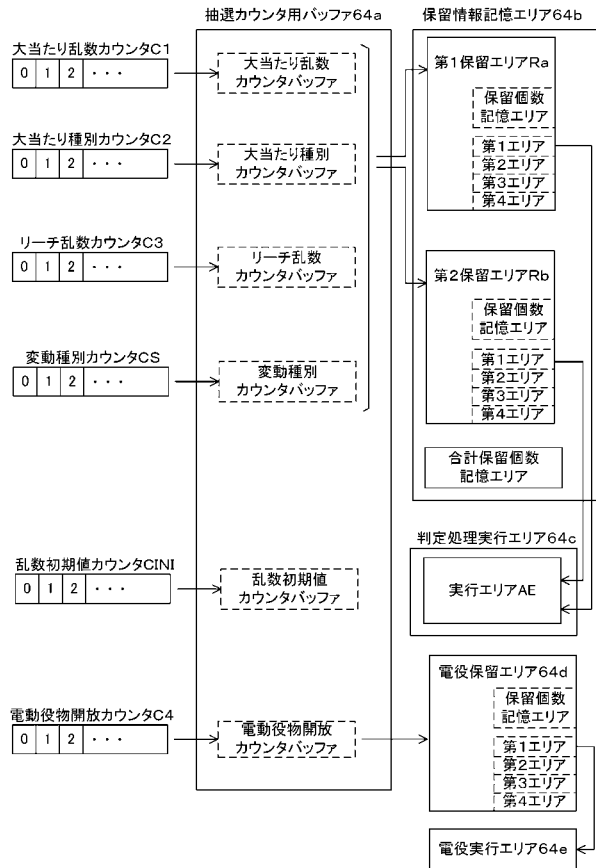 抽選カウンタ用バッファ64a
保留情報記憶エリア64b
大当たり乱数カウンタC1
0 1 2 ・・・
大当たり乱数
カウンタバッファ
大当たり種別カウンタC2
0 1 2 ・・・
大当たり種別
カウンタバッファ
リーチ乱数カウンタC3
0 1 2 ・・・
リーチ乱数
カウンタバッファ
変動種別カウンタCS
0 1 2 ・・・
変動種別
カウンタバッファ
乱数初期値カウンタCINI
0 1 2 ・・・
乱数初期値
カウンタバッファ
電動役物開放カウンタC4
0 1 2 ・・・
電動役物開放
カウンタバッファ
第1保留エリアRa
保留個数
記憶エリア
第1エリア
第2エリア
第3エリア
第4エリア
第2保留エリアRb
保留個数
記憶エリア
第1エリア
第2エリア
第3エリア
第4エリア
合計保留個数
記憶エリア
判定処理実行エリア64c
実行エリアAE
電役保留エリア64d
保留個数
記憶エリア
第1エリア
第2エリア
第3エリア
第4エリア
電役実行エリア64e